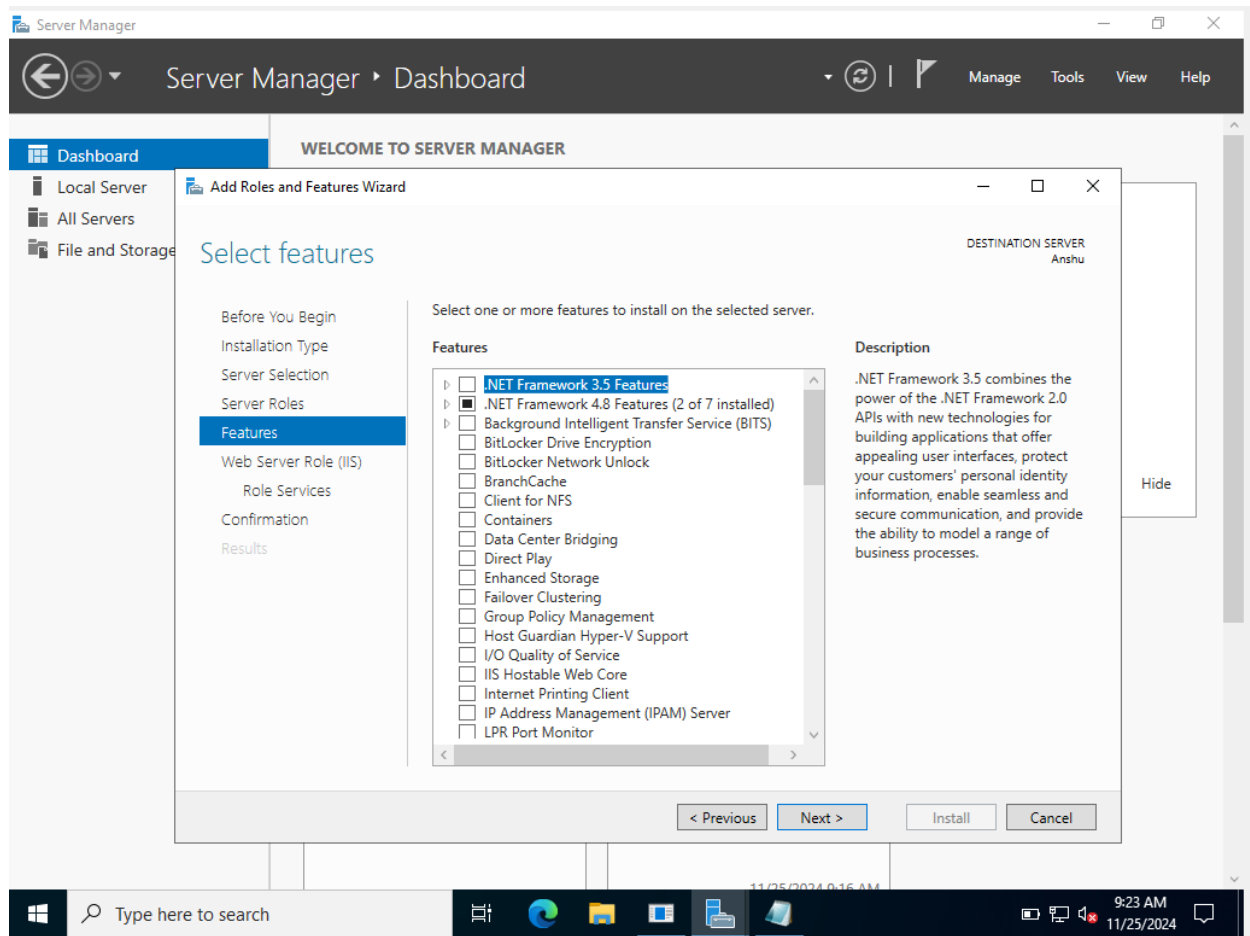 Server Manager
Server Manager ‣ Dashboard
Manage Tools View Help
Dashboard
Local Server
All Servers
File and Storage
WELCOME TO SERVER MANAGER
Add Roles and Features Wizard
Select features
DESTINATION SERVER
Anshu
Before You Begin
Installation Type
Server Selection
Server Roles
Features
Web Server Role (IIS)
Role Services
Confirmation
Results
Select one or more features to install on the selected server.
Features
.NET Framework 3.5 Features
.NET Framework 4.8 Features (2 of 7 installed)
Background Intelligent Transfer Service (BITS)
BitLocker Drive Encryption
BitLocker Network Unlock
BranchCache
Client for NFS
Containers
Data Center Bridging
Direct Play
Enhanced Storage
Failover Clustering
Group Policy Management
Host Guardian Hyper-V Support
I/O Quality of Service
IIS Hostable Web Core
Internet Printing Client
IP Address Management (IPAM) Server
LPR Port Monitor
Description
.NET Framework 3.5 combines the
power of the .NET Framework 2.0
APIs with new technologies for
building applications that offer
appealing user interfaces, protect
your customers' personal identity
information, enable seamless and
secure communication, and provide
the ability to model a range of
business processes.
Hide
< Previous
Next >
Install
Cancel
11/25/2024 9:16 AM
Type here to search
9:23 AM
11/25/2024